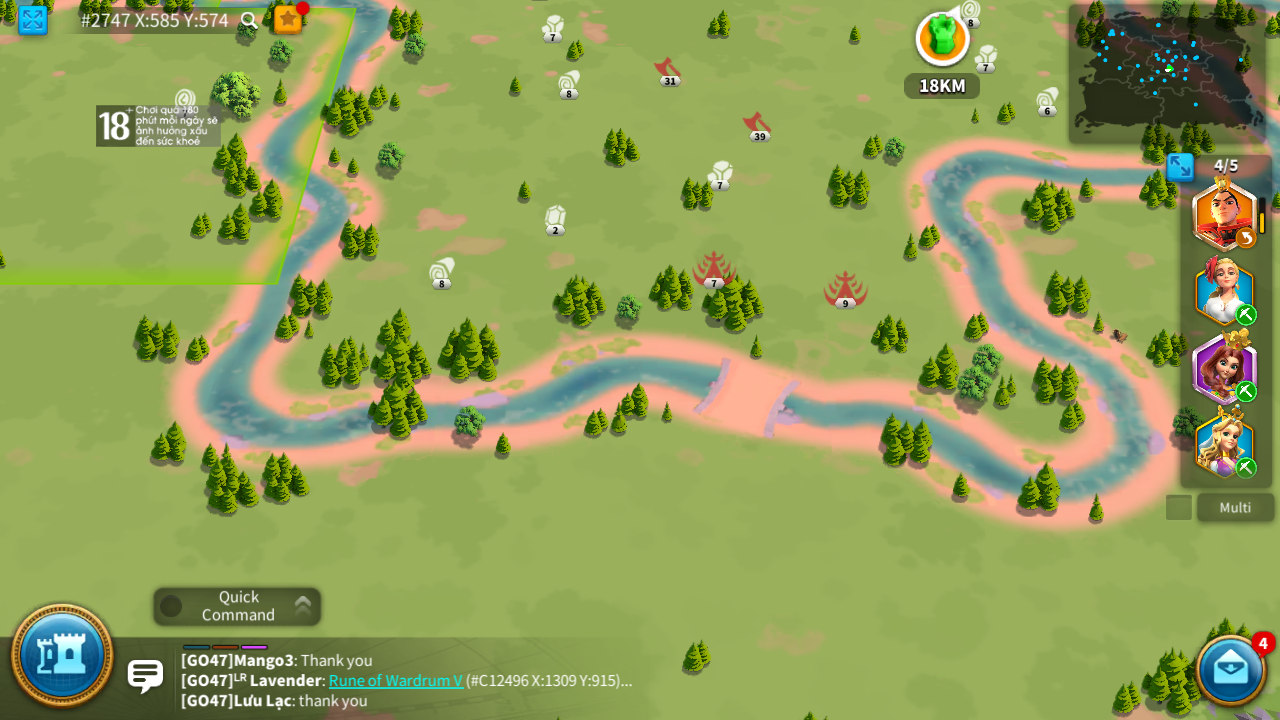 #2747 X:585 Y:574
18+
Chơi quá 180
phút mỗi ngày sẽ
ảnh hưởng xấu
đến sức khoẻ
7
8
31
39
7
2
8
7
9
8
7
6
18KM
4/5
Multi
Quick
Command
[GO47]Mango3: Thank you
[GO47]ᴸᴿ Lavender: Rune of Wardrum V (#C12496 X:1309 Y:915)...
[GO47]Lưu Lạc: thank you
4